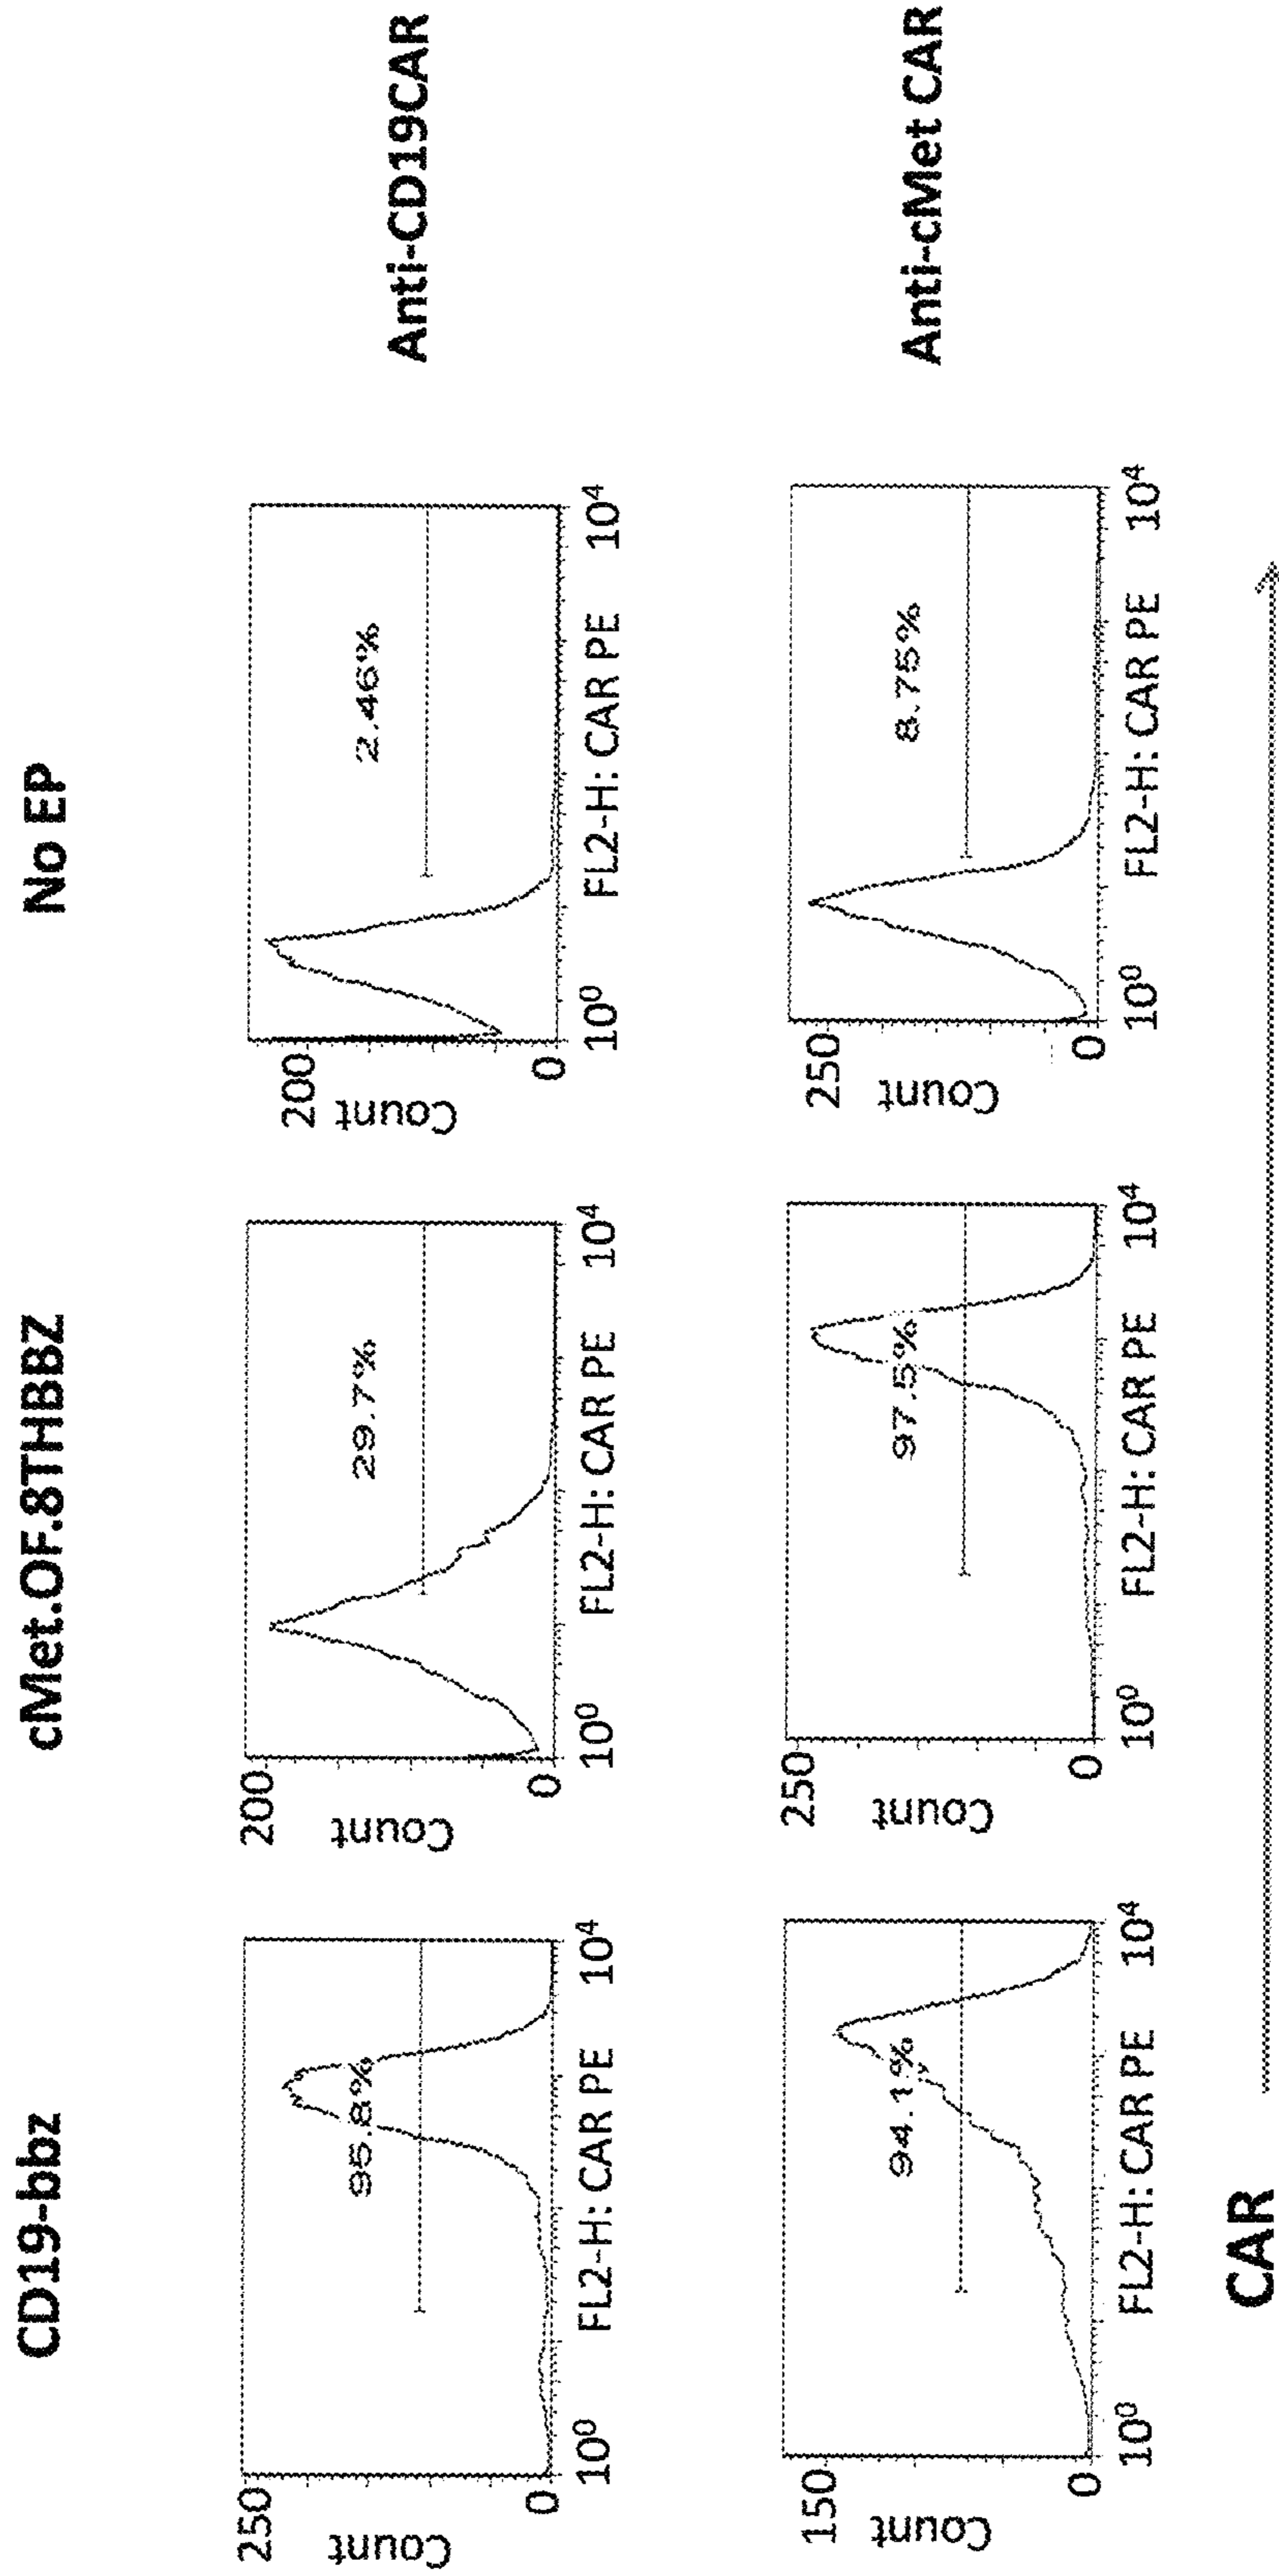 CD19-bbz cMet.OF.8THBBZ No EP
250 200 200
95.8% 29.7% 2.46%
Count Count Count
Anti-CD19CAR
0 0 0
10⁰ FL2-H: CAR PE 10⁴ 10⁰ FL2-H: CAR PE 10⁴ 10⁰ FL2-H: CAR PE 10⁴
150 250 250
94.1% 97.5% 8.75%
Count Count Count
Anti-cMet CAR
0 0 0
10⁰ FL2-H: CAR PE 10⁴ 10⁰ FL2-H: CAR PE 10⁴ 10⁰ FL2-H: CAR PE 10⁴
CAR